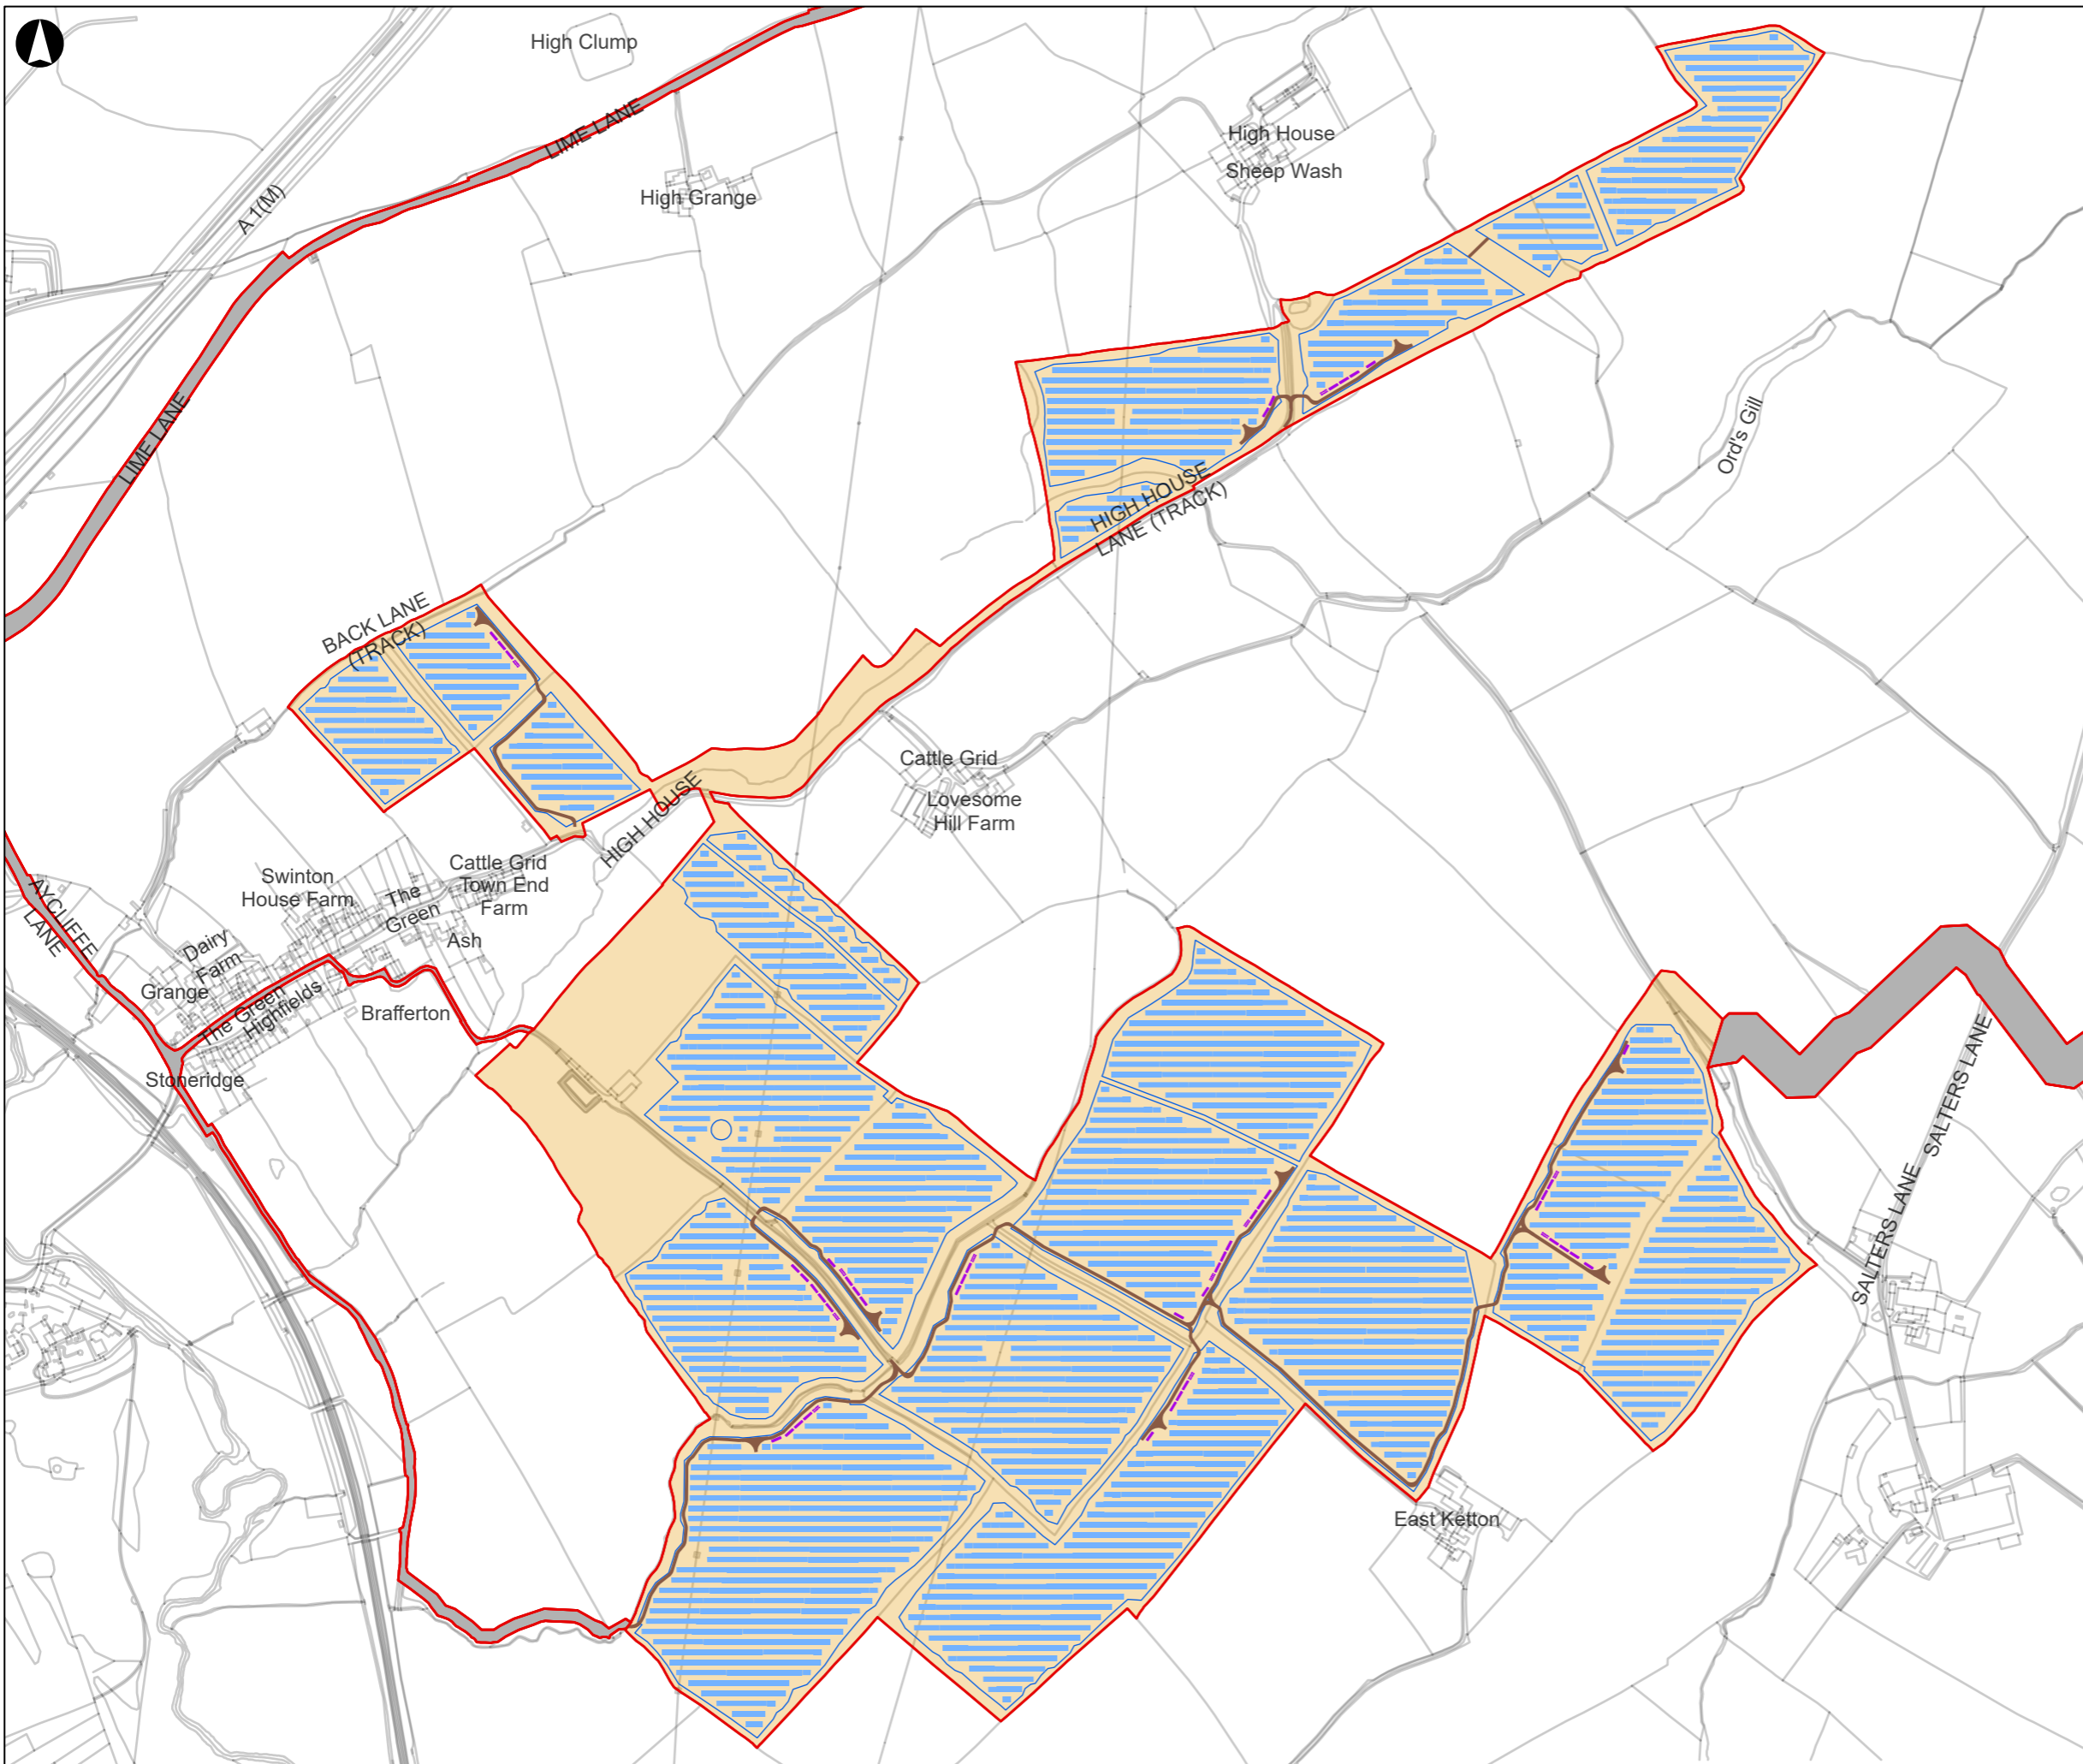 High Clump
LIME LANE
A 1(M)
High Grange
High House
Sheep Wash
LIME LANE
Ord's Gill
HIGH HOUSE
LANE (TRACK)
BACK LANE
(TRACK)
Cattle Grid
Lovesome
Hill Farm
HIGH HOUSE
Cattle Grid
Town End
Farm
Swinton
House Farm
The
Green
Ash
AYCLIFFE
LANE
Dairy
Farm
Grange
The Green
Highfields
Brafferton
Stoneridge
SALTERS LANE
SALTERS LANE
East Ketton